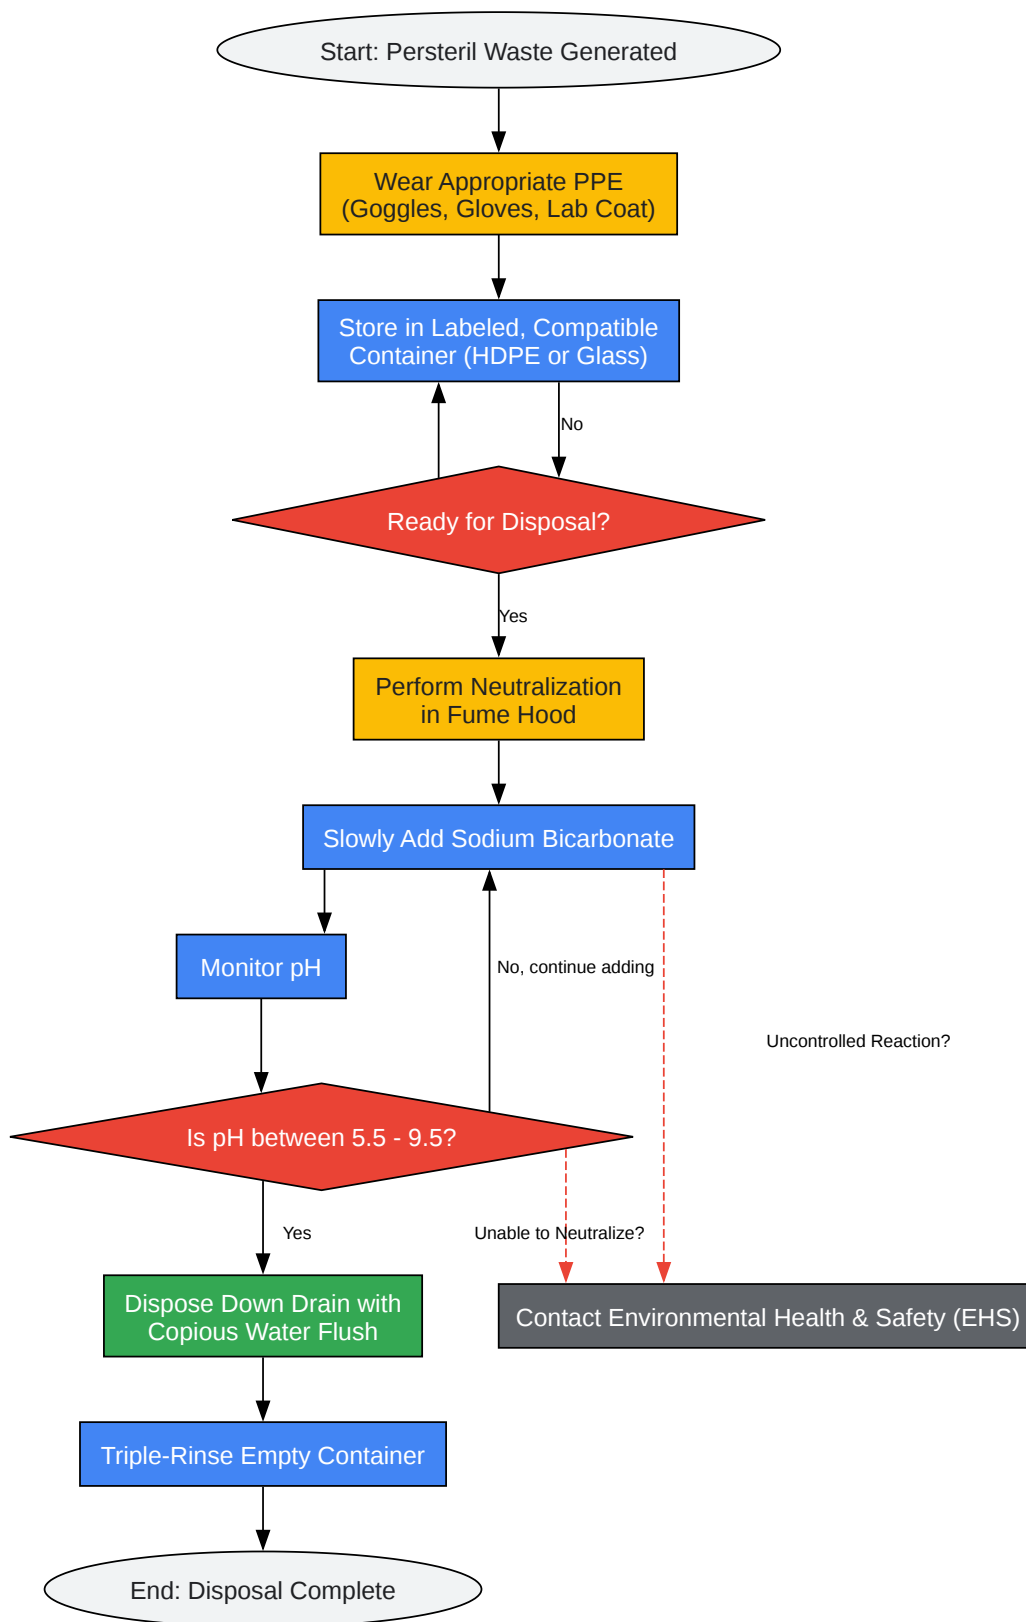 Start: Persteril Waste Generated
Wear Appropriate PPE
(Goggles, Gloves, Lab Coat)
Store in Labeled, Compatible
Container (HDPE or Glass)
No
Ready for Disposal?
Yes
Perform Neutralization
in Fume Hood
Slowly Add Sodium Bicarbonate
Monitor pH
No, continue adding
Uncontrolled Reaction?
Is pH between 5.5 - 9.5?
Yes
Unable to Neutralize?
Dispose Down Drain with
Copious Water Flush
Contact Environmental Health & Safety (EHS)
Triple-Rinse Empty Container
End: Disposal Complete